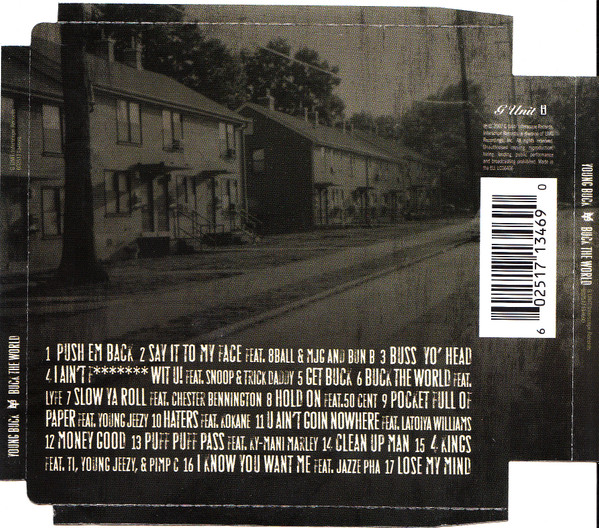 G Unit
YOUNG BUCK BUCK THE WORLD
YOUNG BUCK BUCK THE WORLD
6 02517 13469 0
1 PUSH EM BACK 2 SAY IT TO MY FACE FEAT. 8BALL & MJG AND BUN B 3 BUSS YO' HEAD
4 I AIN'T F******* WIT U! FEAT. SNOOP & TRICK DADDY 5 GET BUCK 6 BUCK THE WORLD FEAT.
LYFE 7 SLOW YA ROLL FEAT. CHESTER BENNINGTON 8 HOLD ON FEAT.50 CENT 9 POCKET FULL OF
PAPER FEAT. YOUNG JEEZY 10 HATERS FEAT. KOKANE 11 U AIN'T GOIN NOWHERE FEAT. LATOIYA WILLIAMS
12 MONEY GOOD 13 PUFF PUFF PASS FEAT. KY-MANI MARLEY 14 CLEAN UP MAN 15 4 KINGS
FEAT. TI, YOUNG JEEZY, & PIMP C 16 I KNOW YOU WANT ME FEAT. JAZZE PHA 17 LOSE MY MIND